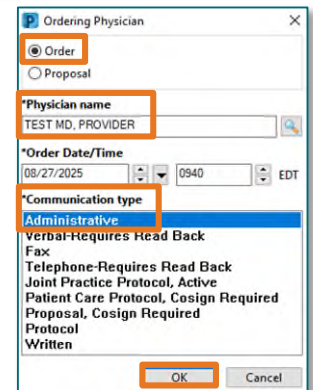 P Ordering Physician
Order
Proposal
*Physician name
TEST MD, PROVIDER
*Order Date/Time
08/27/2025 0940 EDT
*Communication type
Administrative
Verbal-Requires Read Back
Fax
Telephone-Requires Read Back
Joint Practice Protocol, Active
Patient Care Protocol, Cosign Required
Proposal, Cosign Required
Protocol
Written
OK Cancel